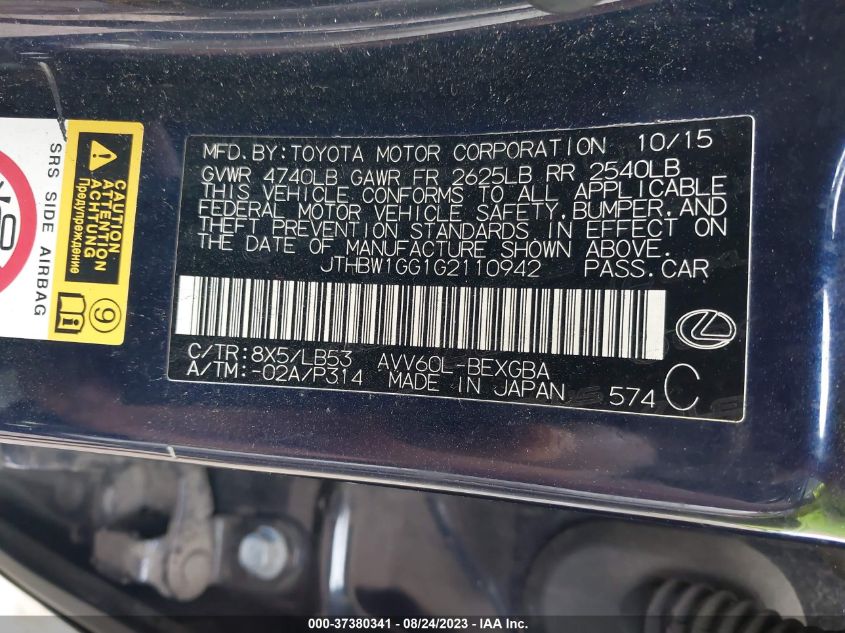 MFD.BY:TOYOTA MOTOR CORPORATION 10/15
GVWR 4740LB GAWR FR 2625LB RR 2540LB
THIS VEHICLE CONFORMS TO ALL APPLICABLE
FEDERAL MOTOR VEHICLE SAFETY,BUMPER,AND
THEFT PREVENTION STANDARDS IN EFFECT ON
THE DATE OF MANUFACTURE SHOWN ABOVE.
JTHBW1GG1G2110942 PASS.CAR
C/TR:8X5/LB53 AVV60L-BEXGBA
A/TM:-02A/P314 MADE IN JAPAN 574 C
SRS SIDE AIRBAG
CAUTION
ATTENTION
ACHTUNG
Предупреждение
9
000-37380341 - 08/24/2023 - IAA Inc.